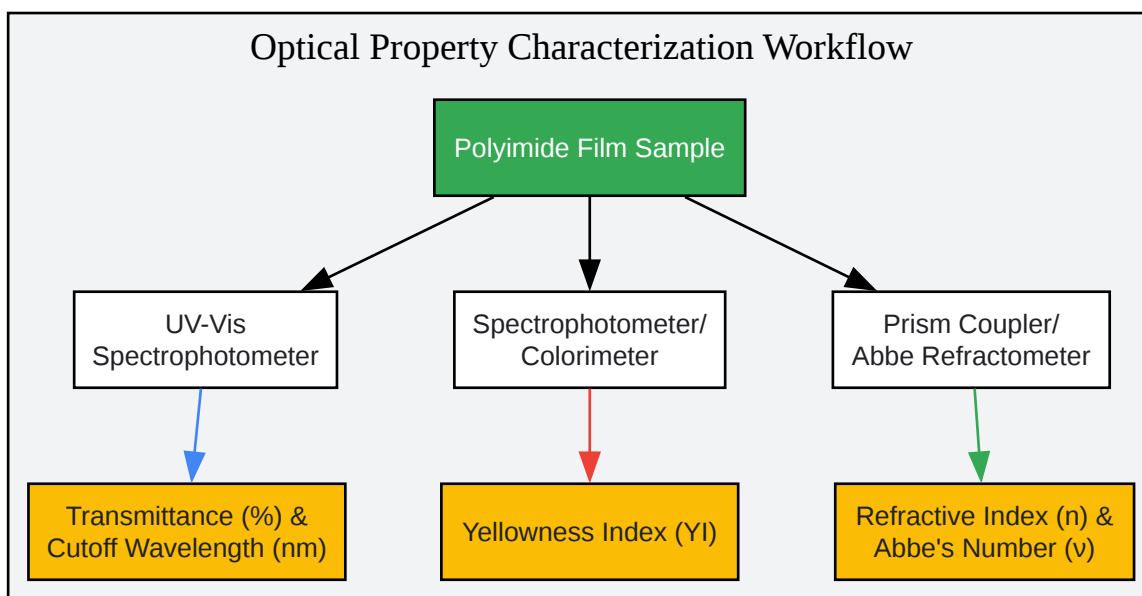 Optical Property Characterization Workflow
Polyimide Film Sample
UV-Vis
Spectrophotometer
Spectrophotometer/
Colorimeter
Prism Coupler/
Abbe Refractometer
Transmittance (%) &
Cutoff Wavelength (nm)
Yellowness Index (YI)
Refractive Index (n) &
Abbe's Number (ν)